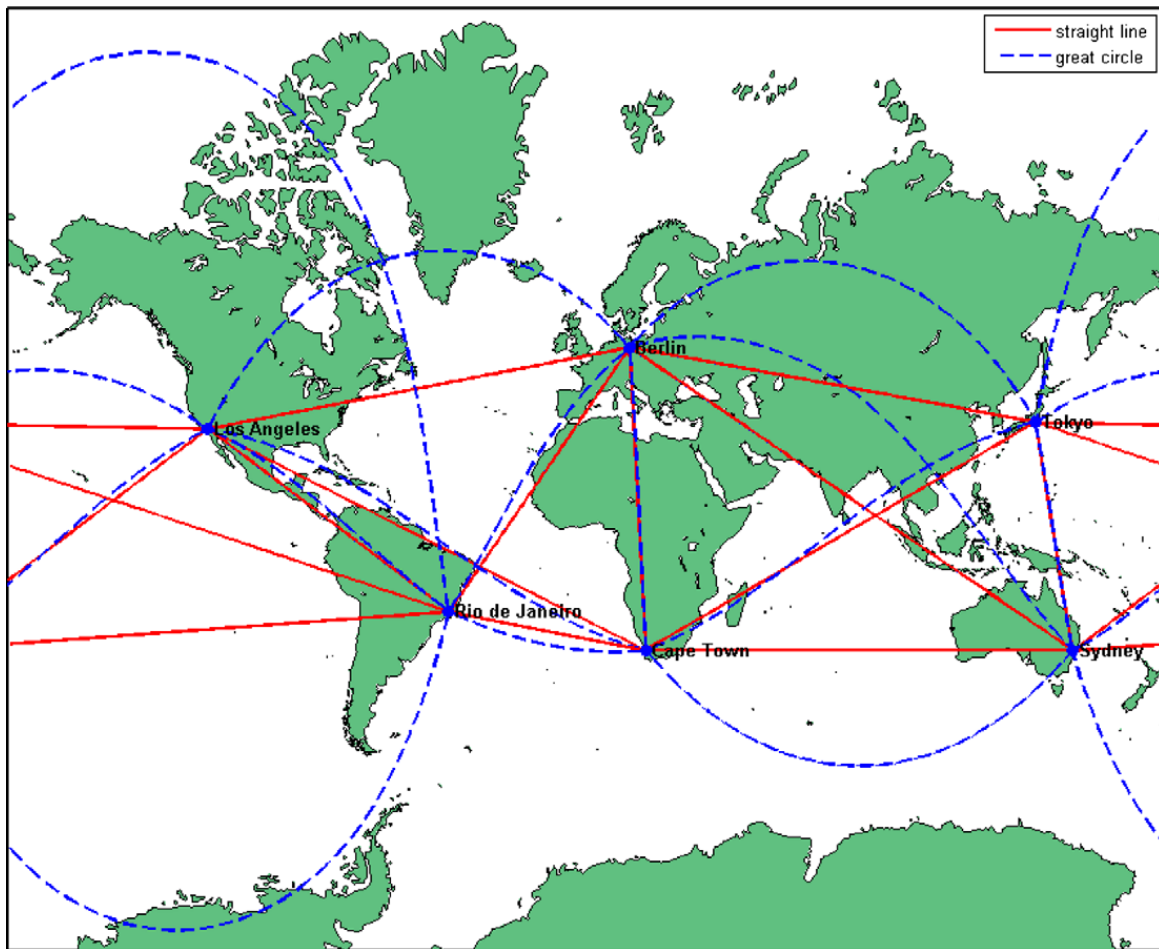 straight line
great circle
Berlin
Los Angeles
Tokyo
Rio de Janeiro
Cape Town
Sydney